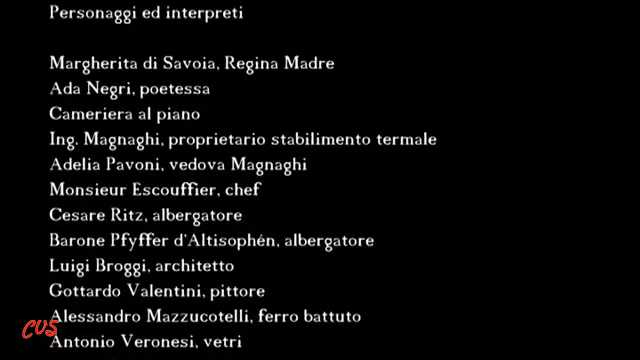 Personaggi ed interpreti
Margherita di Savoia, Regina Madre
Ada Negri, poetessa
Cameriera al piano
Ing. Magnaghi, proprietario stabilimento termale
Adelia Pavoni, vedova Magnaghi
Monsieur Escouffier, chef
Cesare Ritz, albergatore
Barone Pfyffer d'Altisophén, albergatore
Luigi Broggi, architetto
Gottardo Valentini, pittore
Alessandro Mazzucotelli, ferro battuto
CVS
Antonio Veronesi, vetri